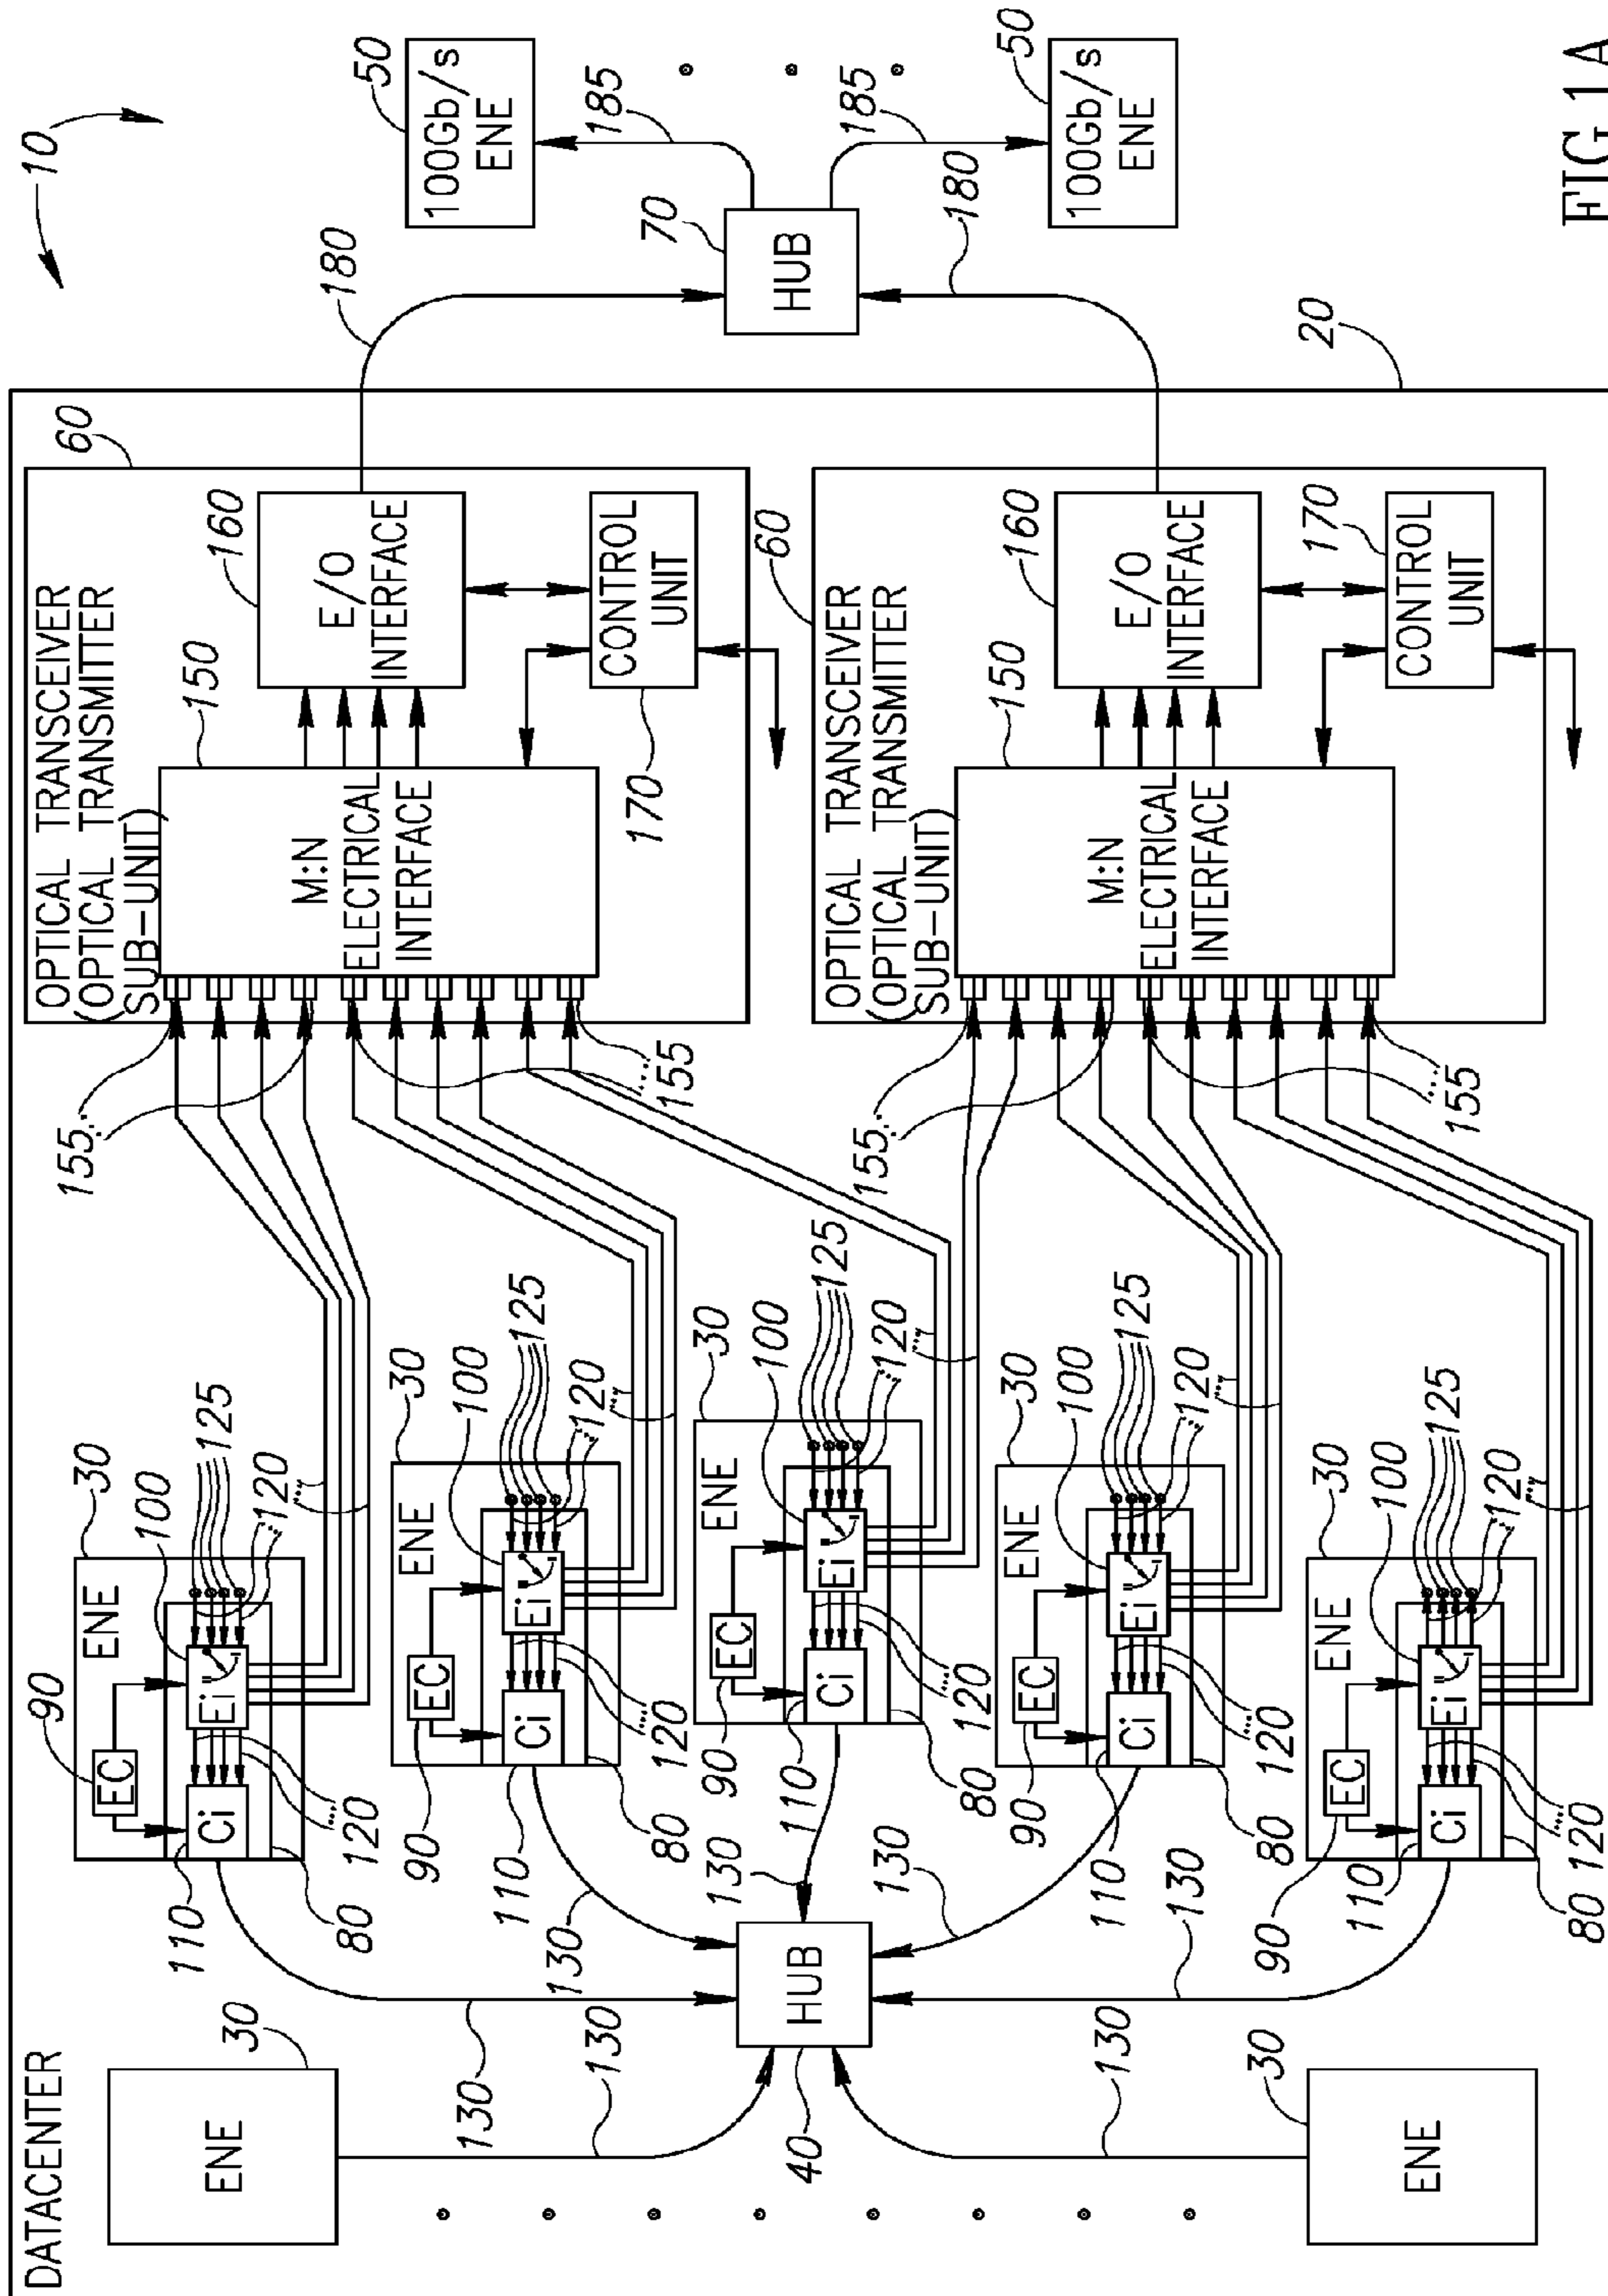 10
DATACENTER
20
ENE
30
130
ENE
30
130
HUB
40
ENE
30
90
EC
100
125
Ei
Ci
110
120
120
80
130
ENE
30
90
EC
100
125
Ei
Ci
110
120
120
80
130
ENE
30
90
EC
100
125
Ei
Ci
110
120
120
80
130
ENE
30
90
EC
100
125
Ei
Ci
110
120
120
80
130
ENE
30
90
EC
100
125
Ei
Ci
110
120
120
80
130
OPTICAL TRANSCEIVER
(OPTICAL TRANSMITTER
SUB-UNIT)
60
155
155
150
M:N
ELECTRICAL
INTERFACE
160
E/O
INTERFACE
170
CONTROL
UNIT
180
OPTICAL TRANSCEIVER
(OPTICAL TRANSMITTER
SUB-UNIT)
60
155
155
150
M:N
ELECTRICAL
INTERFACE
160
E/O
INTERFACE
170
CONTROL
UNIT
180
70
HUB
185
50
100Gb/s
ENE
185
50
100Gb/s
ENE
FIG.1A